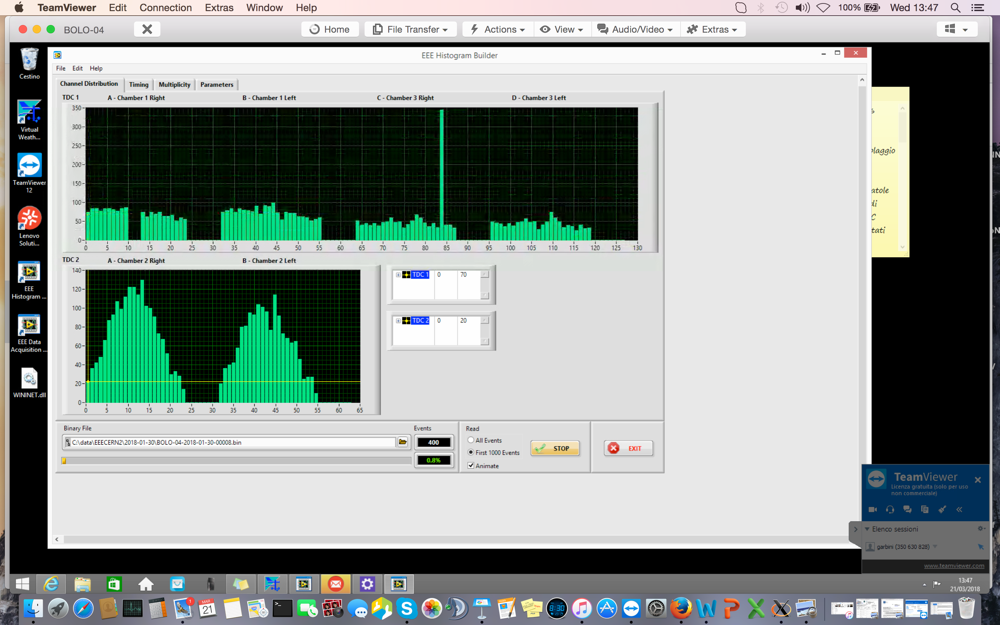 TeamViewer Edit Connection Extras Window Help 100% Wed 13:47
BOLO-04 Home File Transfer Actions View Audio/Video Extras
EEE Histogram Builder
File Edit Help
Channel Distribution Timing Multiplicity Parameters
TDC 1 A - Chamber 1 Right B - Chamber 1 Left C - Chamber 3 Right D - Chamber 3 Left
350
300
250
200
150
100
50
0
0 5 10 15 20 25 30 35 40 45 50 55 60 65 70 75 80 85 90 95 100 105 110 115 120 125 130
TDC 2 A - Chamber 2 Right B - Chamber 2 Left
140
120
100
80
60
40
20
0
0 5 10 15 20 25 30 35 40 45 50 55 60 65
TDC 1 0 70
TDC 2 0 20
Binary File Events
C:\data\EEECERN2\2018-01-30\BOLO-04-2018-01-30-00008.bin
400
0.8%
Read
All Events
First 1000 Events
Animate
STOP
EXIT
Cestino
Virtual
Weath...
TeamViewer
12
Lenovo
Soluti...
EEE
Histogram ...
EEE Data
Acquisition ...
WININET.dll
laggio
atole
di
C
tati
TeamViewer
Licenza gratuita (solo per uso
non commerciale)
Elenco sessioni
garbini (350 630 828)
www.teamviewer.com
13:47
21/03/2018
1
MAR
21
PAGES
8:30